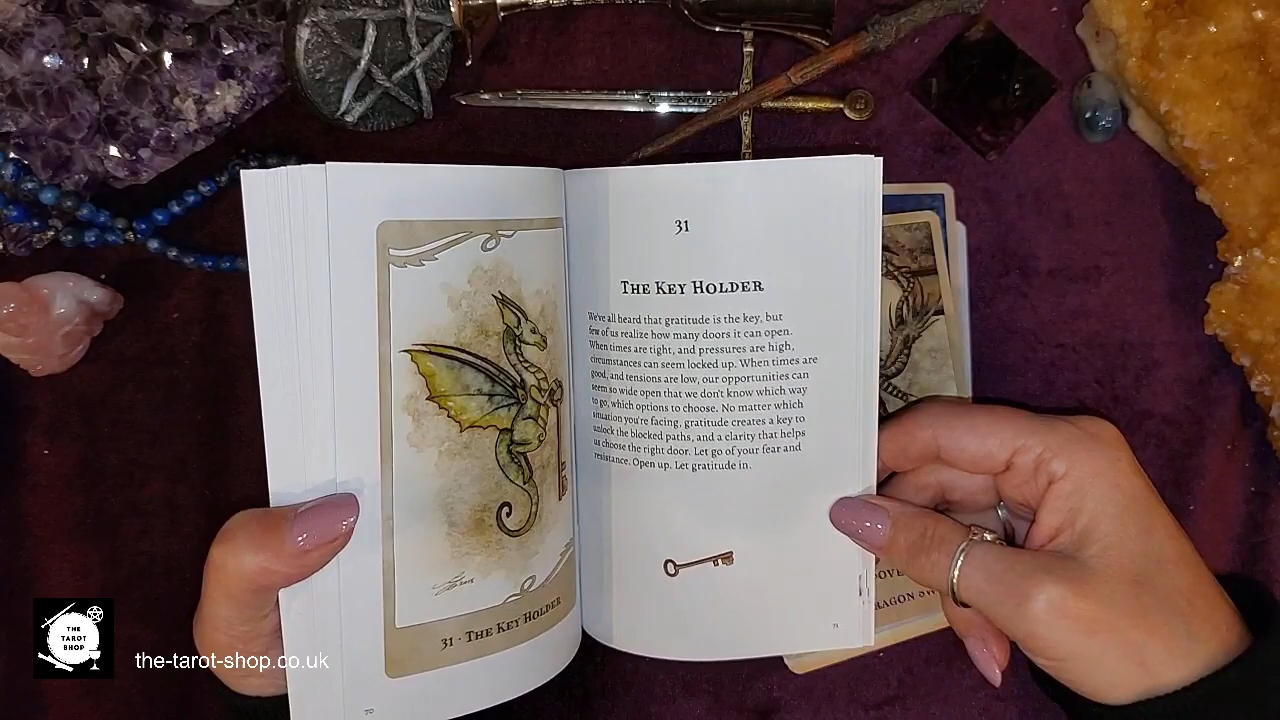 31
THE KEY HOLDER
We've all heard that gratitude is the key, but
few of us realize how many doors it can open.
When times are tight, and pressures are high,
circumstances can seem locked up. When times are
good, and tensions are low, our opportunities can
seem so wide open that we don't know which way
to go, which options to choose. No matter which
situation you're facing, gratitude creates a key to
unlock the blocked paths, and a clarity that helps
us choose the right door. Let go of your fear and
resistance. Open up. Let gratitude in.
71
31 · THE KEY HOLDER
70
THE
TAROT
SHOP
the-tarot-shop.co.uk